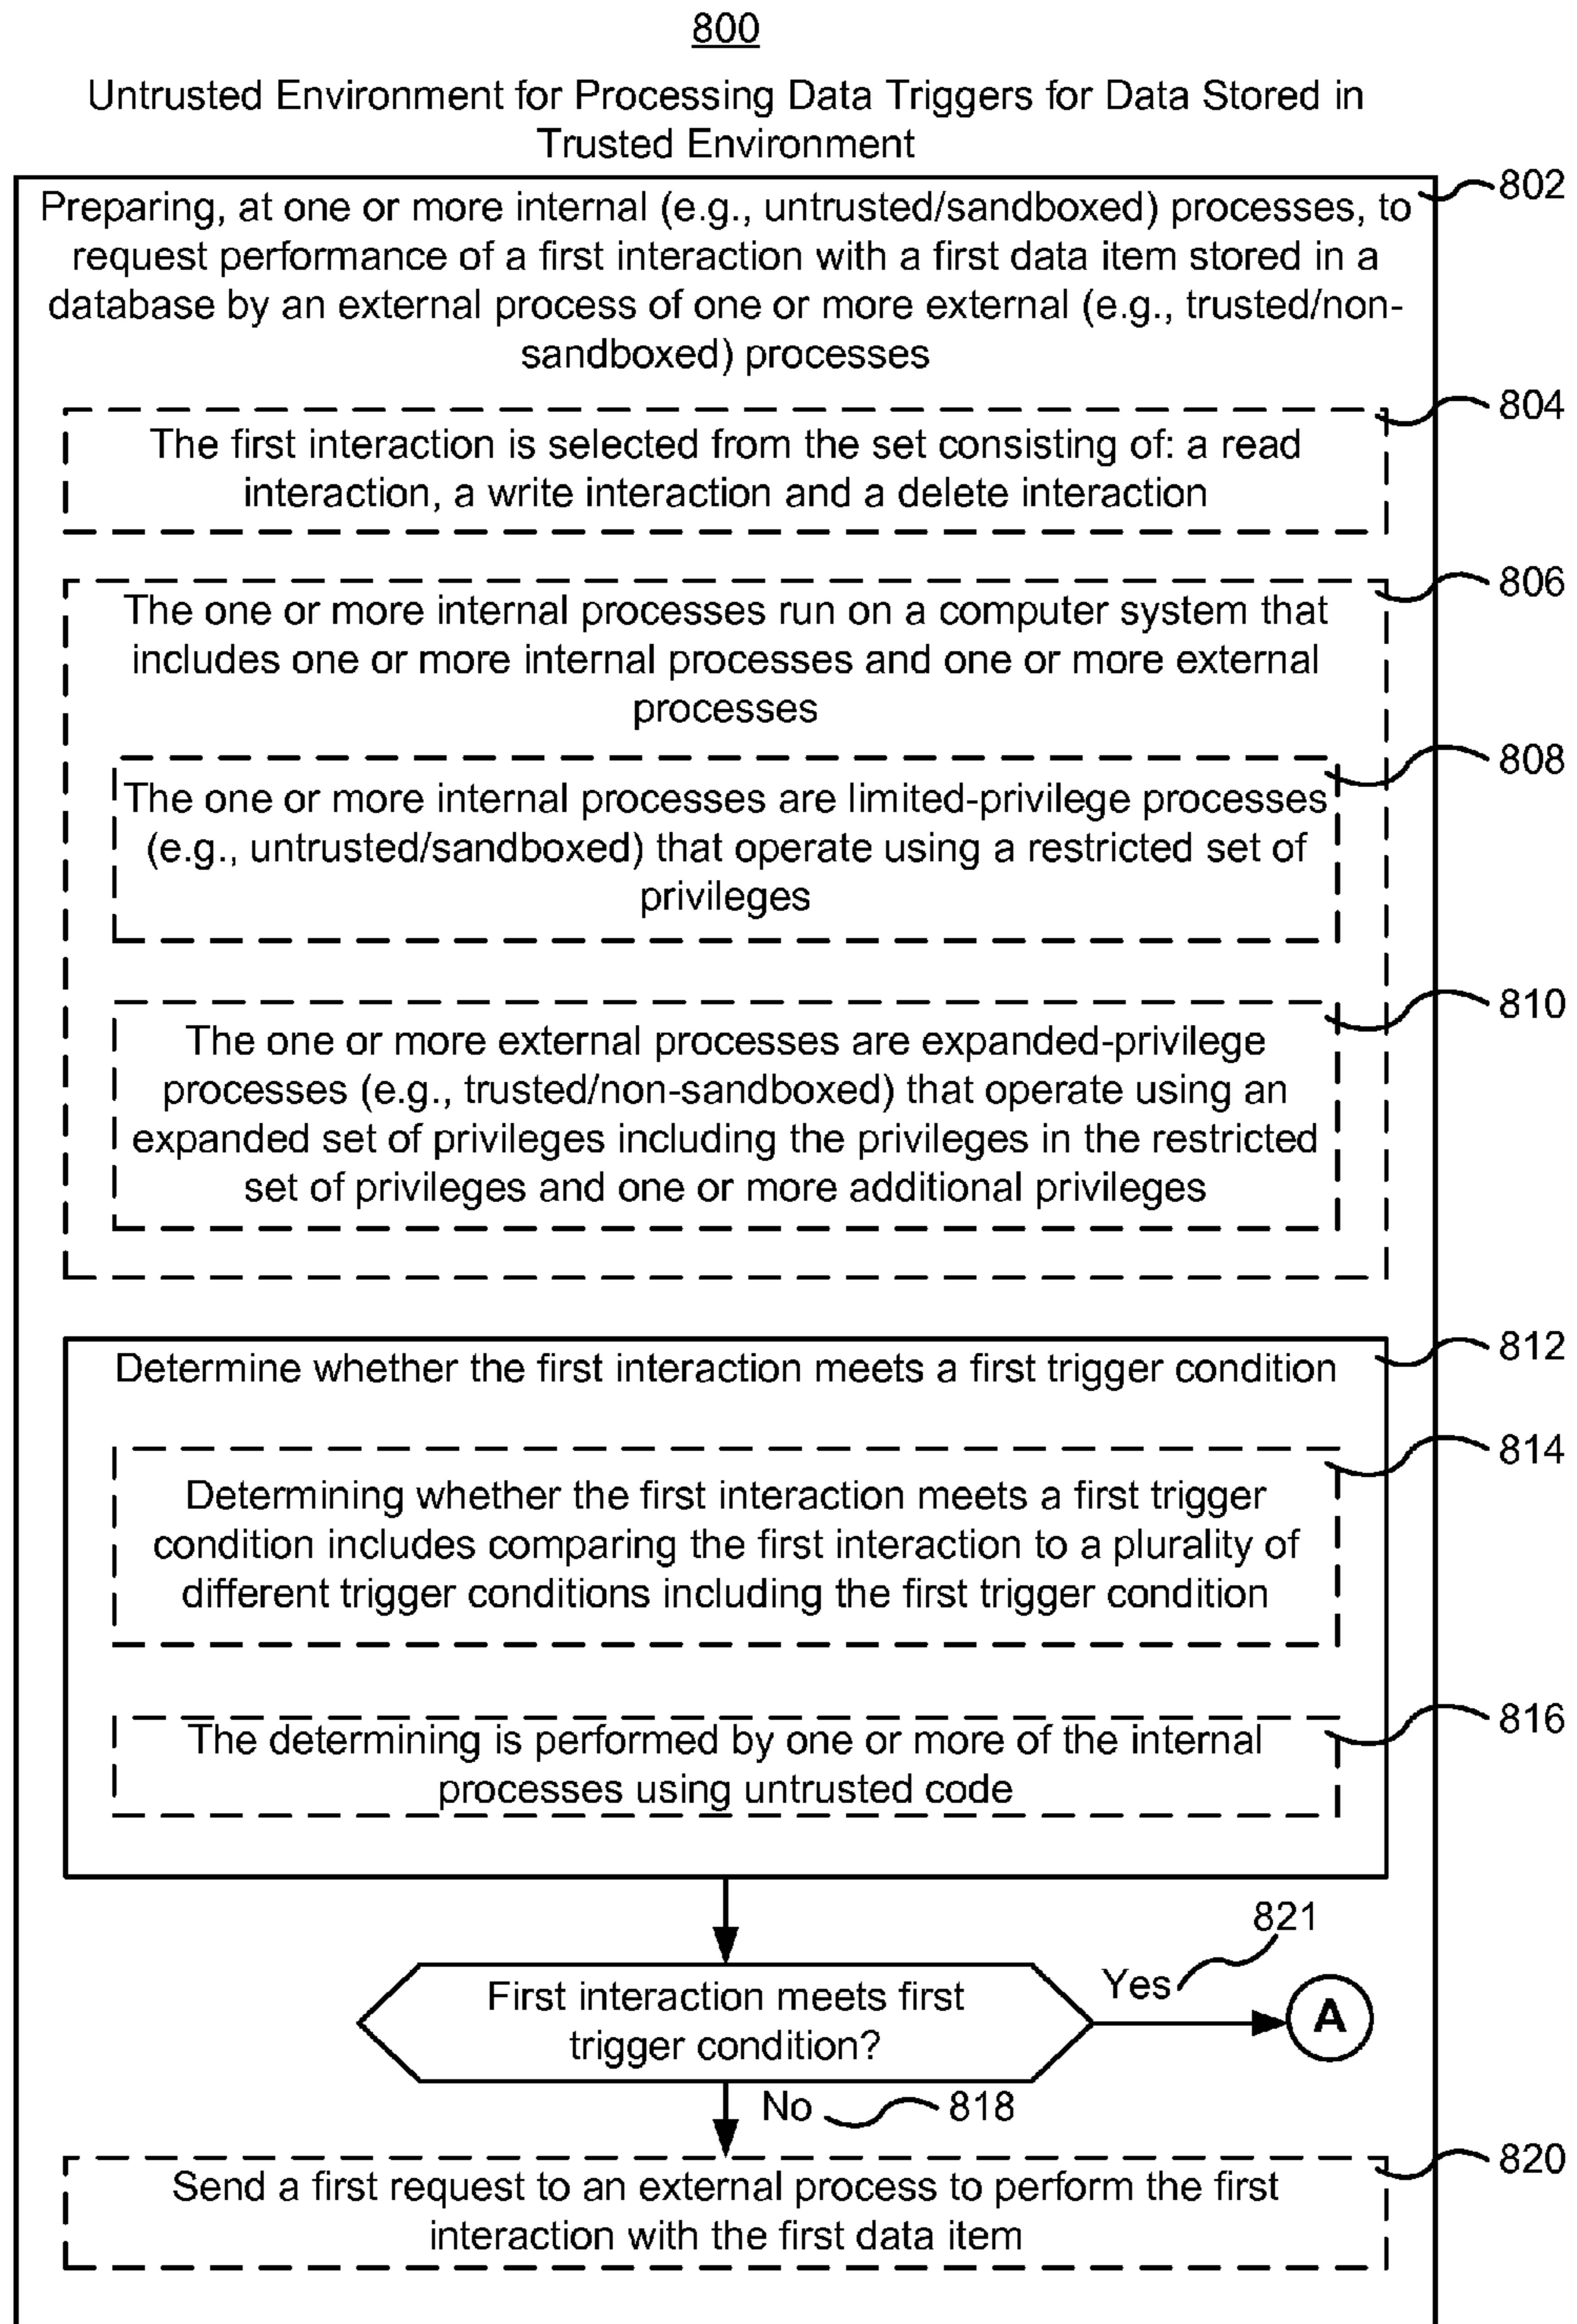 800
Untrusted Environment for Processing Data Triggers for Data Stored in
Trusted Environment
802
Preparing, at one or more internal (e.g., untrusted/sandboxed) processes, to
request performance of a first interaction with a first data item stored in a
database by an external process of one or more external (e.g., trusted/non-
sandboxed) processes
804
The first interaction is selected from the set consisting of: a read
interaction, a write interaction and a delete interaction
806
The one or more internal processes run on a computer system that
includes one or more internal processes and one or more external
processes
808
The one or more internal processes are limited-privilege processes
(e.g., untrusted/sandboxed) that operate using a restricted set of
privileges
810
The one or more external processes are expanded-privilege
processes (e.g., trusted/non-sandboxed) that operate using an
expanded set of privileges including the privileges in the restricted
set of privileges and one or more additional privileges
812
Determine whether the first interaction meets a first trigger condition
814
Determining whether the first interaction meets a first trigger
condition includes comparing the first interaction to a plurality of
different trigger conditions including the first trigger condition
816
The determining is performed by one or more of the internal
processes using untrusted code
821
First interaction meets first
trigger condition?
Yes
A
No
818
820
Send a first request to an external process to perform the first
interaction with the first data item